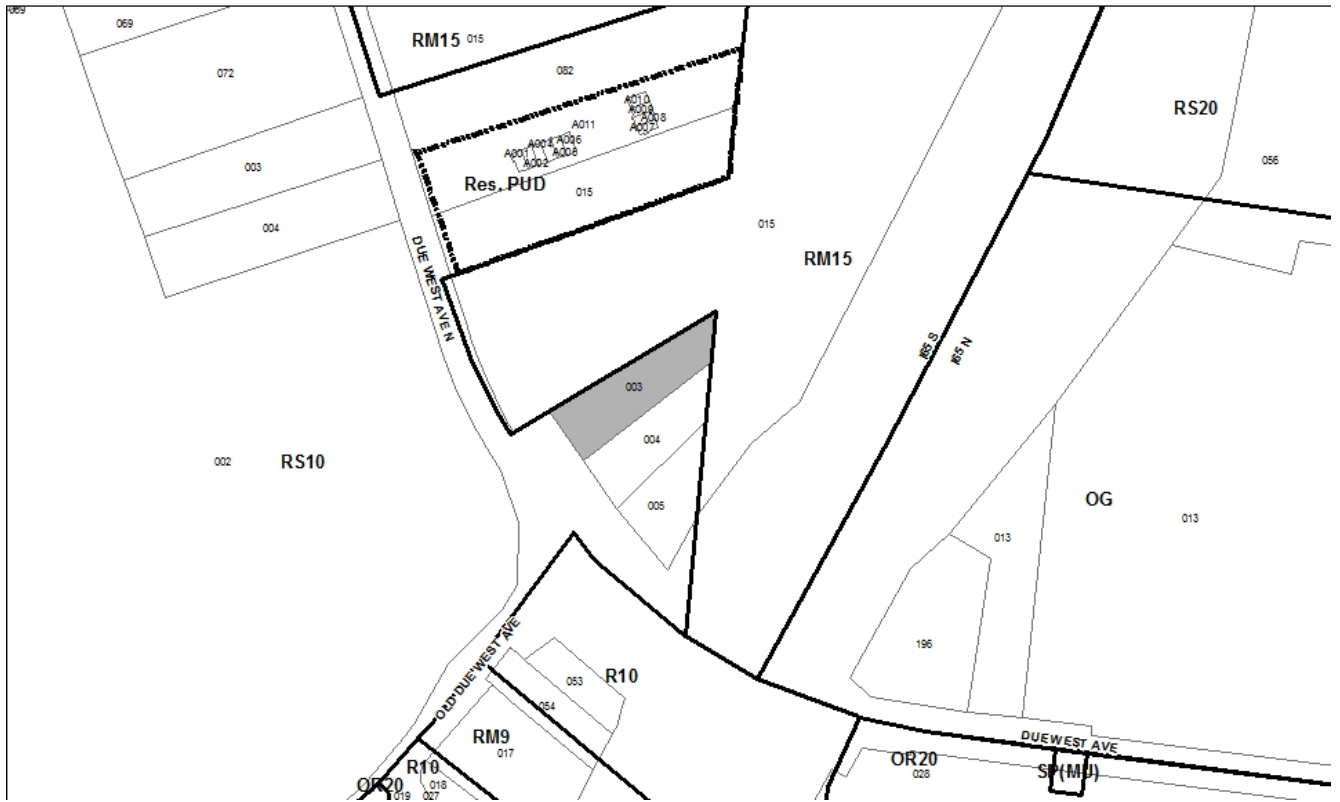 069
069
RM15 015
RS20
072
082
A010
A009
A008
A007
A011
A006
A001
A002
056
003
Res. PUD
015
004
015
DUE WEST AVE N
RM15
I65 S
I65 N
003
004
002
RS10
005
OG
013
013
196
OLD DUE WEST AVE
053
R10
054
RM9
017
DUE WEST AVE
OR20
028
SP(MU)
R10
018
OR20
019
027